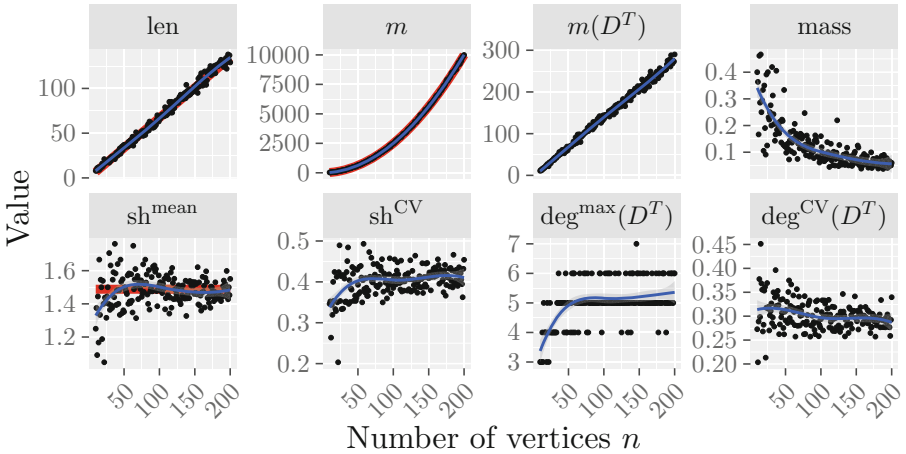 len m m(D^T) mass
100 50 0
10000 7500 5000 2500 0
300 200 100 0
0.4 0.3 0.2 0.1
Value
sh^mean sh^CV deg^max(D^T) deg^CV(D^T)
1.6 1.4 1.2
0.5 0.4 0.3 0.2
7 6 5 4 3
0.45 0.40 0.35 0.30 0.25 0.20
50 100 150 200 50 100 150 200 50 100 150 200 50 100 150 200
Number of vertices n